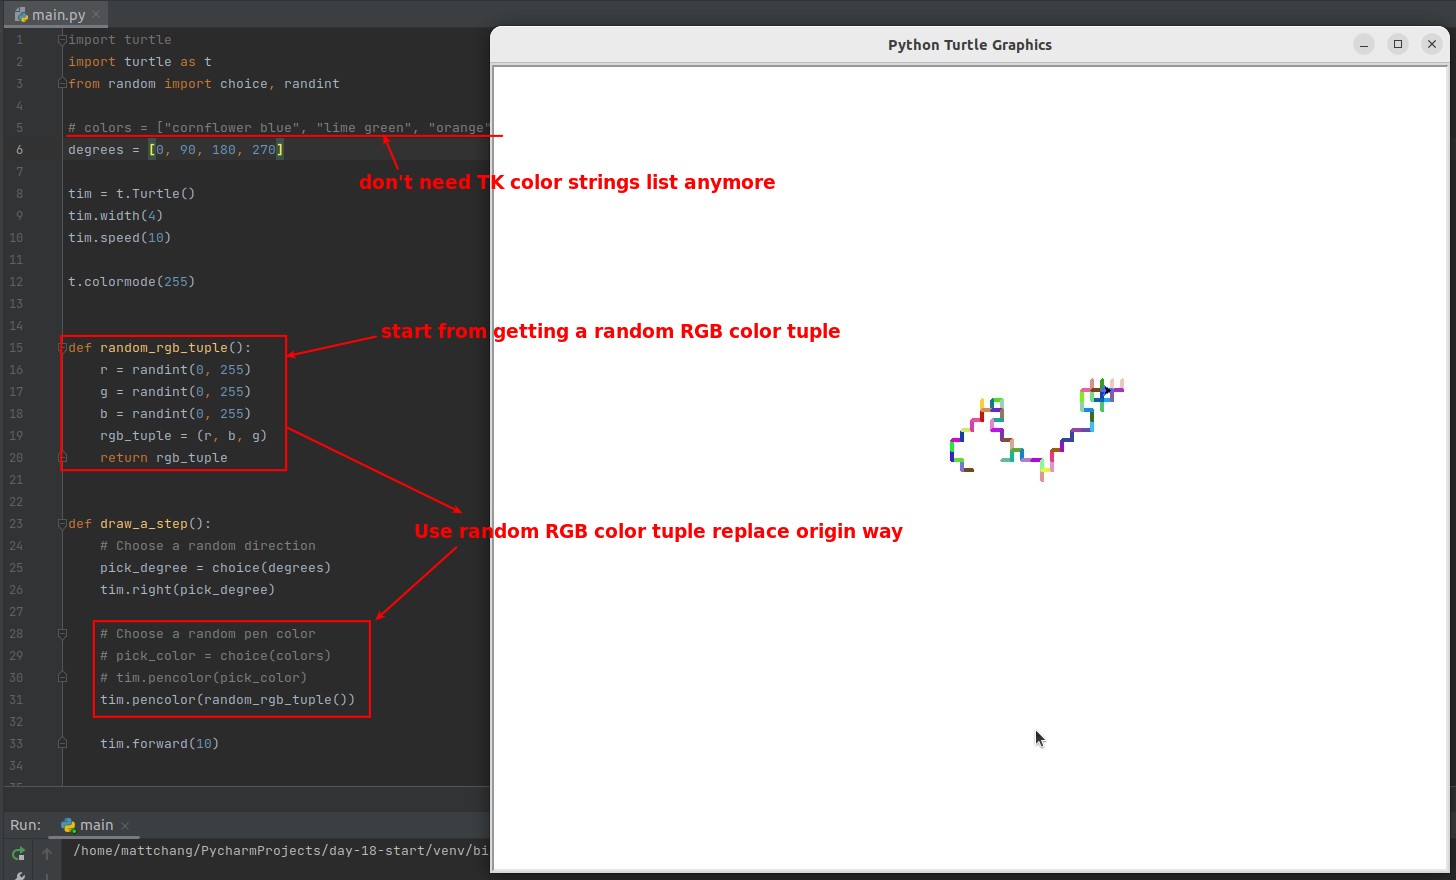 main.py
Python Turtle Graphics
1 import turtle
2 import turtle as t
3 from random import choice, randint
4
5 # colors = ["cornflower blue", "lime green", "orange"
6 degrees = [0, 90, 180, 270]
7
don't need TK color strings list anymore
8 tim = t.Turtle()
9 tim.width(4)
10 tim.speed(10)
11
12 t.colormode(255)
13
14
start from getting a random RGB color tuple
15 def random_rgb_tuple():
16 r = randint(0, 255)
17 g = randint(0, 255)
18 b = randint(0, 255)
19 rgb_tuple = (r, b, g)
20 return rgb_tuple
21
22
23 def draw_a_step():
Use random RGB color tuple replace origin way
24 # Choose a random direction
25 pick_degree = choice(degrees)
26 tim.right(pick_degree)
27
28 # Choose a random pen color
29 # pick_color = choice(colors)
30 # tim.pencolor(pick_color)
31 tim.pencolor(random_rgb_tuple())
32
33 tim.forward(10)
34
Run: main
/home/mattchang/PycharmProjects/day-18-start/venv/bi